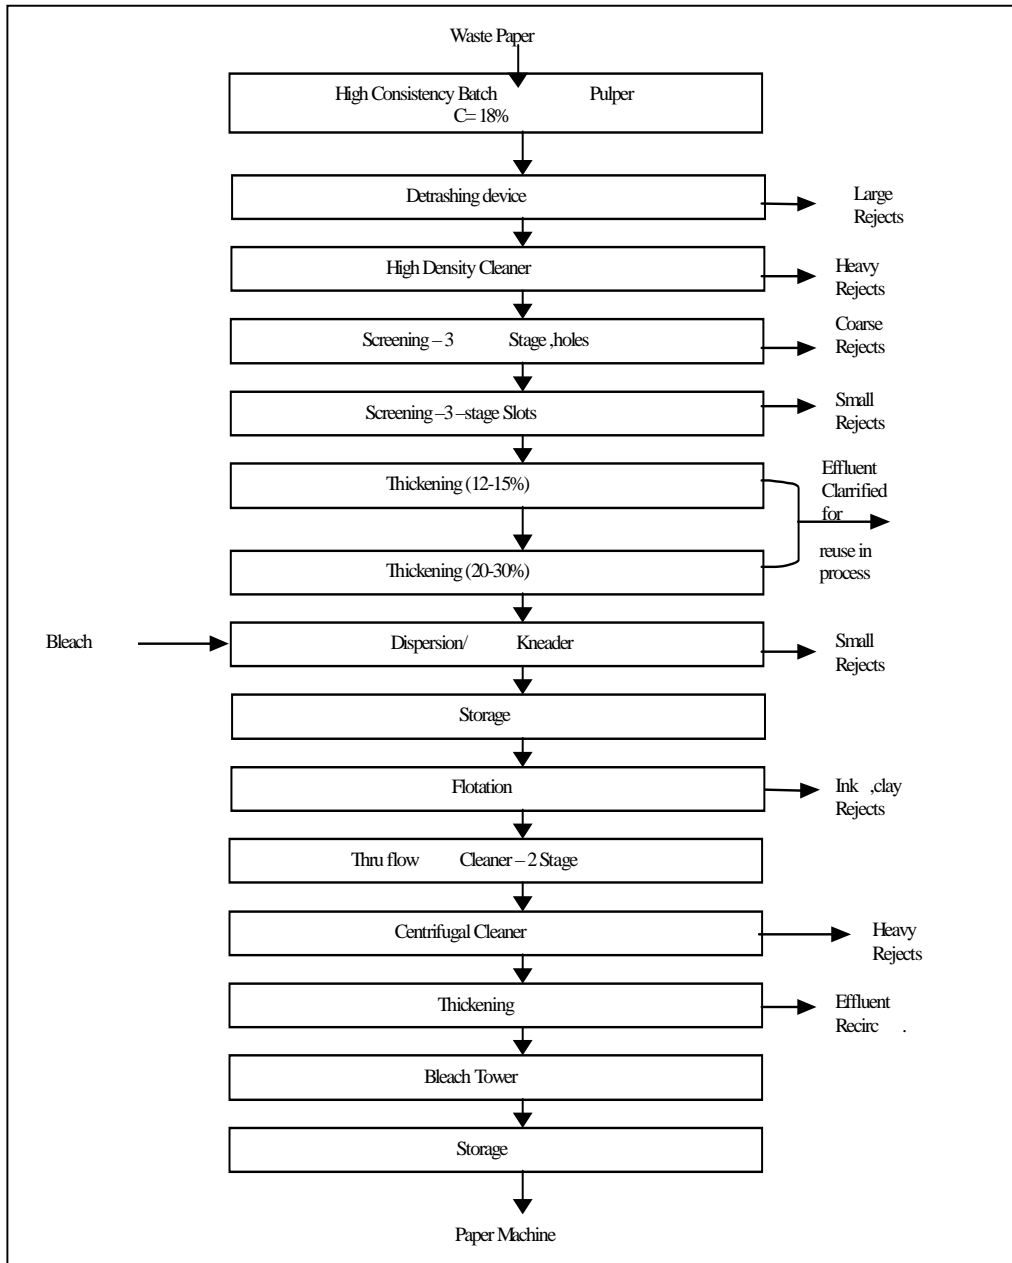 Waste Paper
High Consistency Batch Pulper
C= 18%
Detrashing device
Large
Rejects
High Density Cleaner
Heavy
Rejects
Screening – 3 Stage ,holes
Coarse
Rejects
Screening –3 –stage Slots
Small
Rejects
Thickening (12-15%)
Effluent
Clarrified
for
reuse in
process
Thickening (20-30%)
Bleach
Dispersion/ Kneader
Small
Rejects
Storage
Flotation
Ink ,clay
Rejects
Thru flow Cleaner – 2 Stage
Centrifugal Cleaner
Heavy
Rejects
Thickening
Effluent
Recirc .
Bleach Tower
Storage
Paper Machine